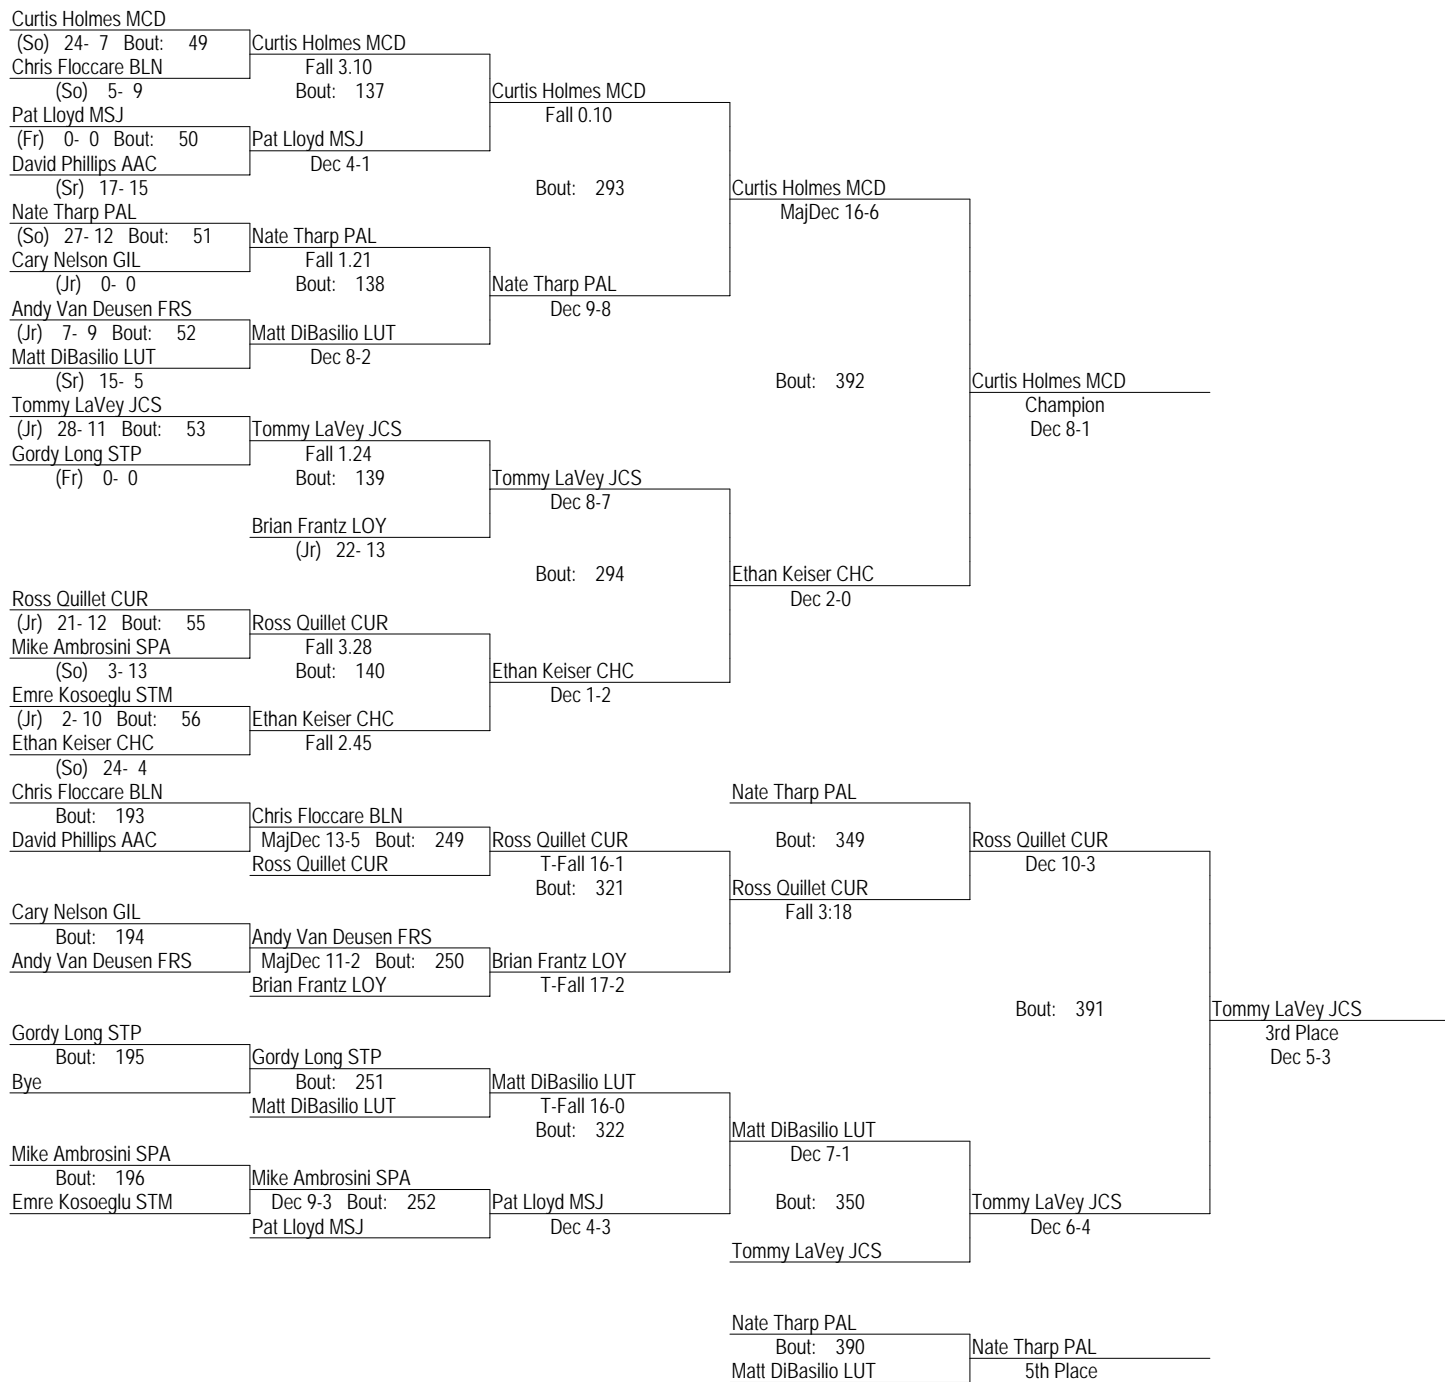 Curtis Holmes MCD
(So) 24- 7 Bout: 49
Curtis Holmes MCD
Chris Floccare BLN
Fall 3.10
(So) 5- 9
Bout: 137
Curtis Holmes MCD
Pat Lloyd MSJ
Fall 0.10
(Fr) 0- 0 Bout: 50
Pat Lloyd MSJ
David Phillips AAC
Dec 4-1
(Sr) 17- 15
Bout: 293
Curtis Holmes MCD
Nate Tharp PAL
MajDec 16-6
(So) 27- 12 Bout: 51
Nate Tharp PAL
Cary Nelson GIL
Fall 1.21
(Jr) 0- 0
Bout: 138
Nate Tharp PAL
Andy Van Deusen FRS
Dec 9-8
(Jr) 7- 9 Bout: 52
Matt DiBasilio LUT
Matt DiBasilio LUT
Dec 8-2
(Sr) 15- 5
Bout: 392
Curtis Holmes MCD
Tommy LaVey JCS
Champion
(Jr) 28- 11 Bout: 53
Tommy LaVey JCS
Dec 8-1
Gordy Long STP
Fall 1.24
(Fr) 0- 0
Bout: 139
Tommy LaVey JCS
Dec 8-7
Brian Frantz LOY
(Jr) 22- 13
Bout: 294
Ethan Keiser CHC
Ross Quillet CUR
Dec 2-0
(Jr) 21- 12 Bout: 55
Ross Quillet CUR
Mike Ambrosini SPA
Fall 3.28
(So) 3- 13
Bout: 140
Ethan Keiser CHC
Emre Kosoeglu STM
Dec 1-2
(Jr) 2- 10 Bout: 56
Ethan Keiser CHC
Ethan Keiser CHC
Fall 2.45
(So) 24- 4
Chris Floccare BLN
Nate Tharp PAL
Bout: 193
Chris Floccare BLN
David Phillips AAC
MajDec 13-5 Bout: 249
Ross Quillet CUR
Bout: 349
Ross Quillet CUR
Ross Quillet CUR
T-Fall 16-1
Dec 10-3
Bout: 321
Ross Quillet CUR
Cary Nelson GIL
Fall 3:18
Bout: 194
Andy Van Deusen FRS
Andy Van Deusen FRS
MajDec 11-2 Bout: 250
Brian Frantz LOY
Brian Frantz LOY
T-Fall 17-2
Bout: 391
Tommy LaVey JCS
Gordy Long STP
3rd Place
Bout: 195
Gordy Long STP
Dec 5-3
Bye
Bout: 251
Matt DiBasilio LUT
Matt DiBasilio LUT
T-Fall 16-0
Bout: 322
Matt DiBasilio LUT
Mike Ambrosini SPA
Dec 7-1
Bout: 196
Mike Ambrosini SPA
Emre Kosoeglu STM
Dec 9-3 Bout: 252
Pat Lloyd MSJ
Bout: 350
Tommy LaVey JCS
Pat Lloyd MSJ
Dec 4-3
Dec 6-4
Tommy LaVey JCS
Nate Tharp PAL
Bout: 390
Nate Tharp PAL
Matt DiBasilio LUT
5th Place